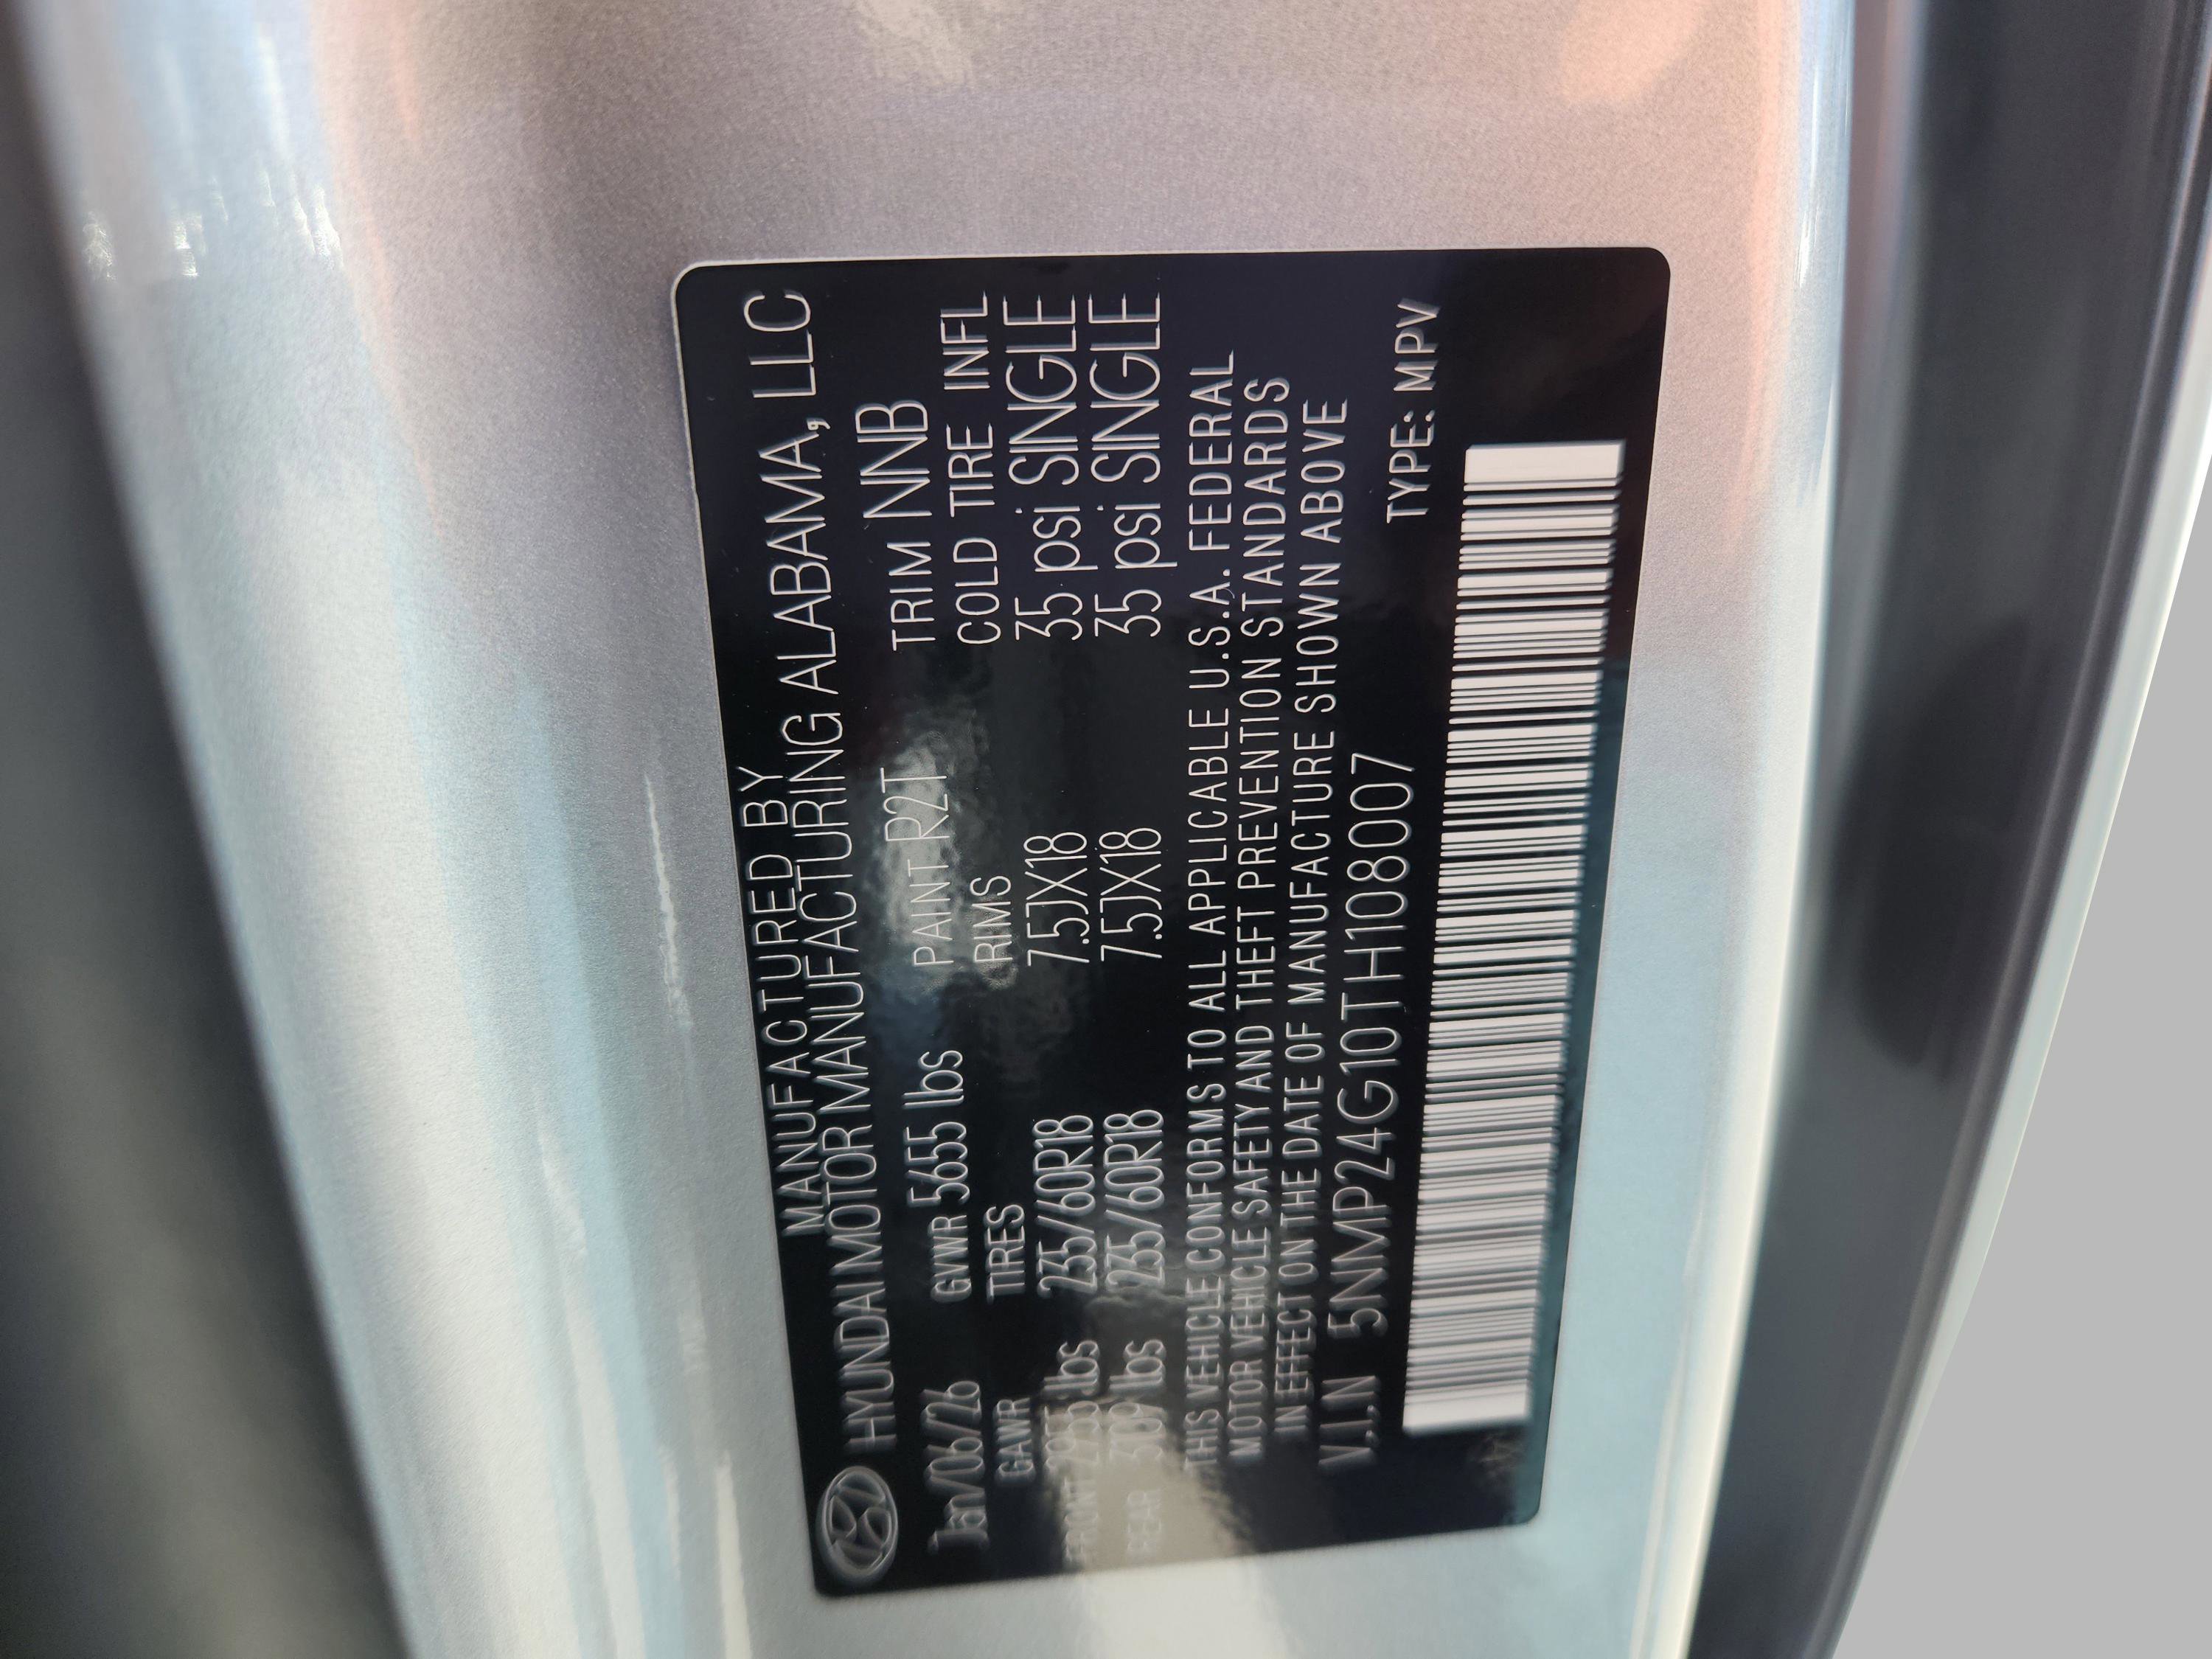 MANUFACTURED BY
HYUNDAI MOTOR MANUFACTURING ALABAMA, LLC
Jan/06/26 GVWR 5655 lbs PAINT R2T TRIM NNB
GAWR TIRES RIMS COLD TIRE INFL
FRONT lbs 235/60R18 7.5JX18 35 psi SINGLE
REAR 3109 lbs 235/60R18 7.5JX18 35 psi SINGLE
THIS VEHICLE CONFORMS TO ALL APPLICABLE U.S.A. FEDERAL
MOTOR VEHICLE SAFETY AND THEFT PREVENTION STANDARDS
IN EFFECT ON THE DATE OF MANUFACTURE SHOWN ABOVE
V.I.N 5NMP24G10TH108007 TYPE: MPV